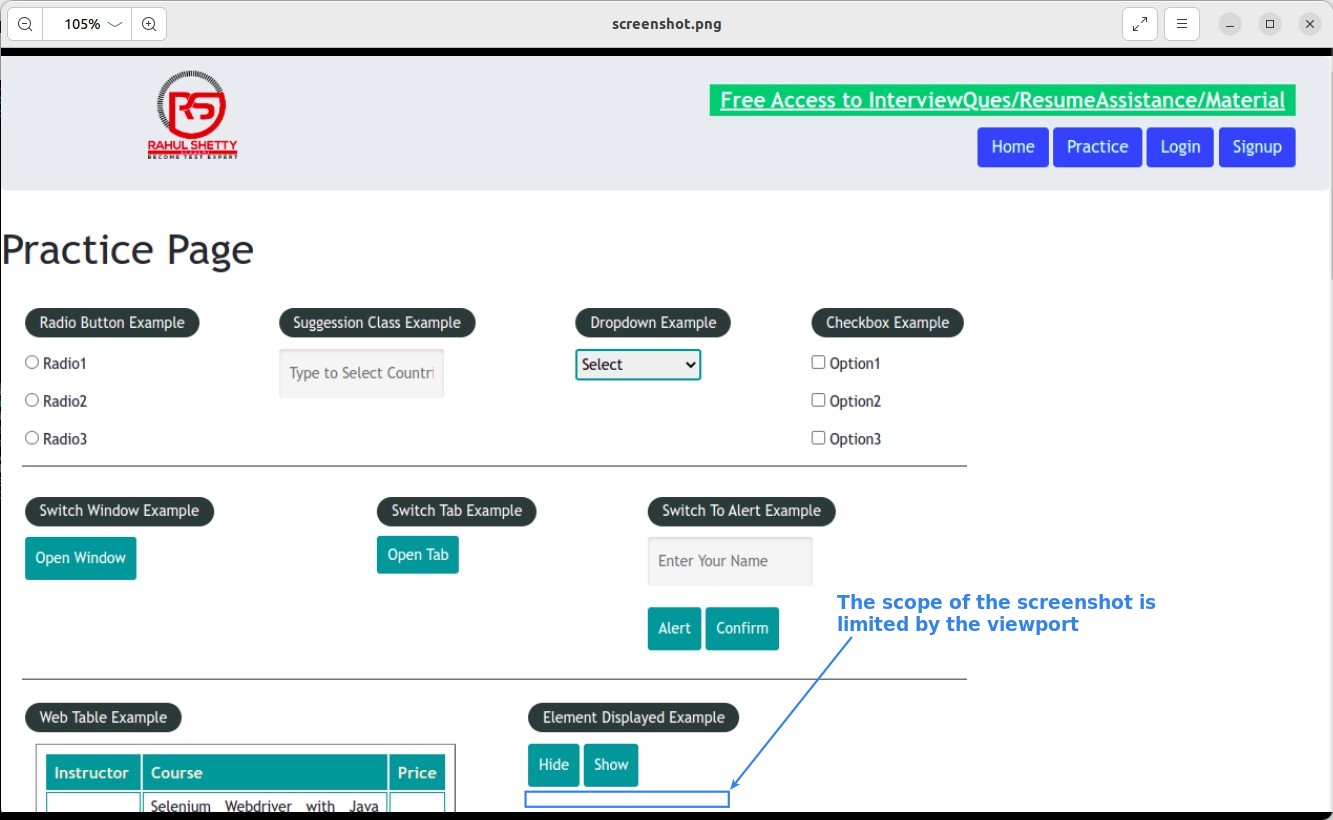 105%
screenshot.png
RS
RAHUL SHETTY
ACADEMY
BECOME TEST EXPERT
Free Access to InterviewQues/ResumeAssistance/Material
Home Practice Login Signup
Practice Page
Radio Button Example Suggession Class Example Dropdown Example Checkbox Example
Radio1 Type to Select Countri Select Option1
Radio2 Option2
Radio3 Option3
Switch Window Example Switch Tab Example Switch To Alert Example
Open Window Open Tab Enter Your Name
Alert Confirm
The scope of the screenshot is
limited by the viewport
Web Table Example Element Displayed Example
Hide Show
Instructor Course Price
Selenium Webdriver with Java